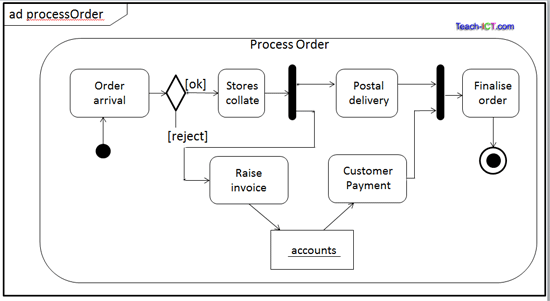 ad processOrder
Teach-ICT.com
Process Order
Order
arrival
[ok]
Stores
collate
Postal
delivery
Finalise
order
[reject]
Raise
invoice
Customer
Payment
accounts